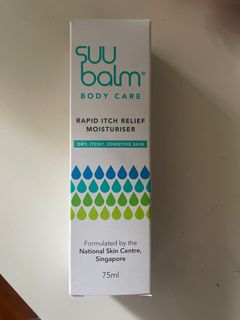 suu
balm®
BODY CARE
RAPID ITCH RELIEF
MOISTURISER
DRY, ITCHY, SENSITIVE SKIN
Formulated by the
National Skin Centre,
Singapore
75ml